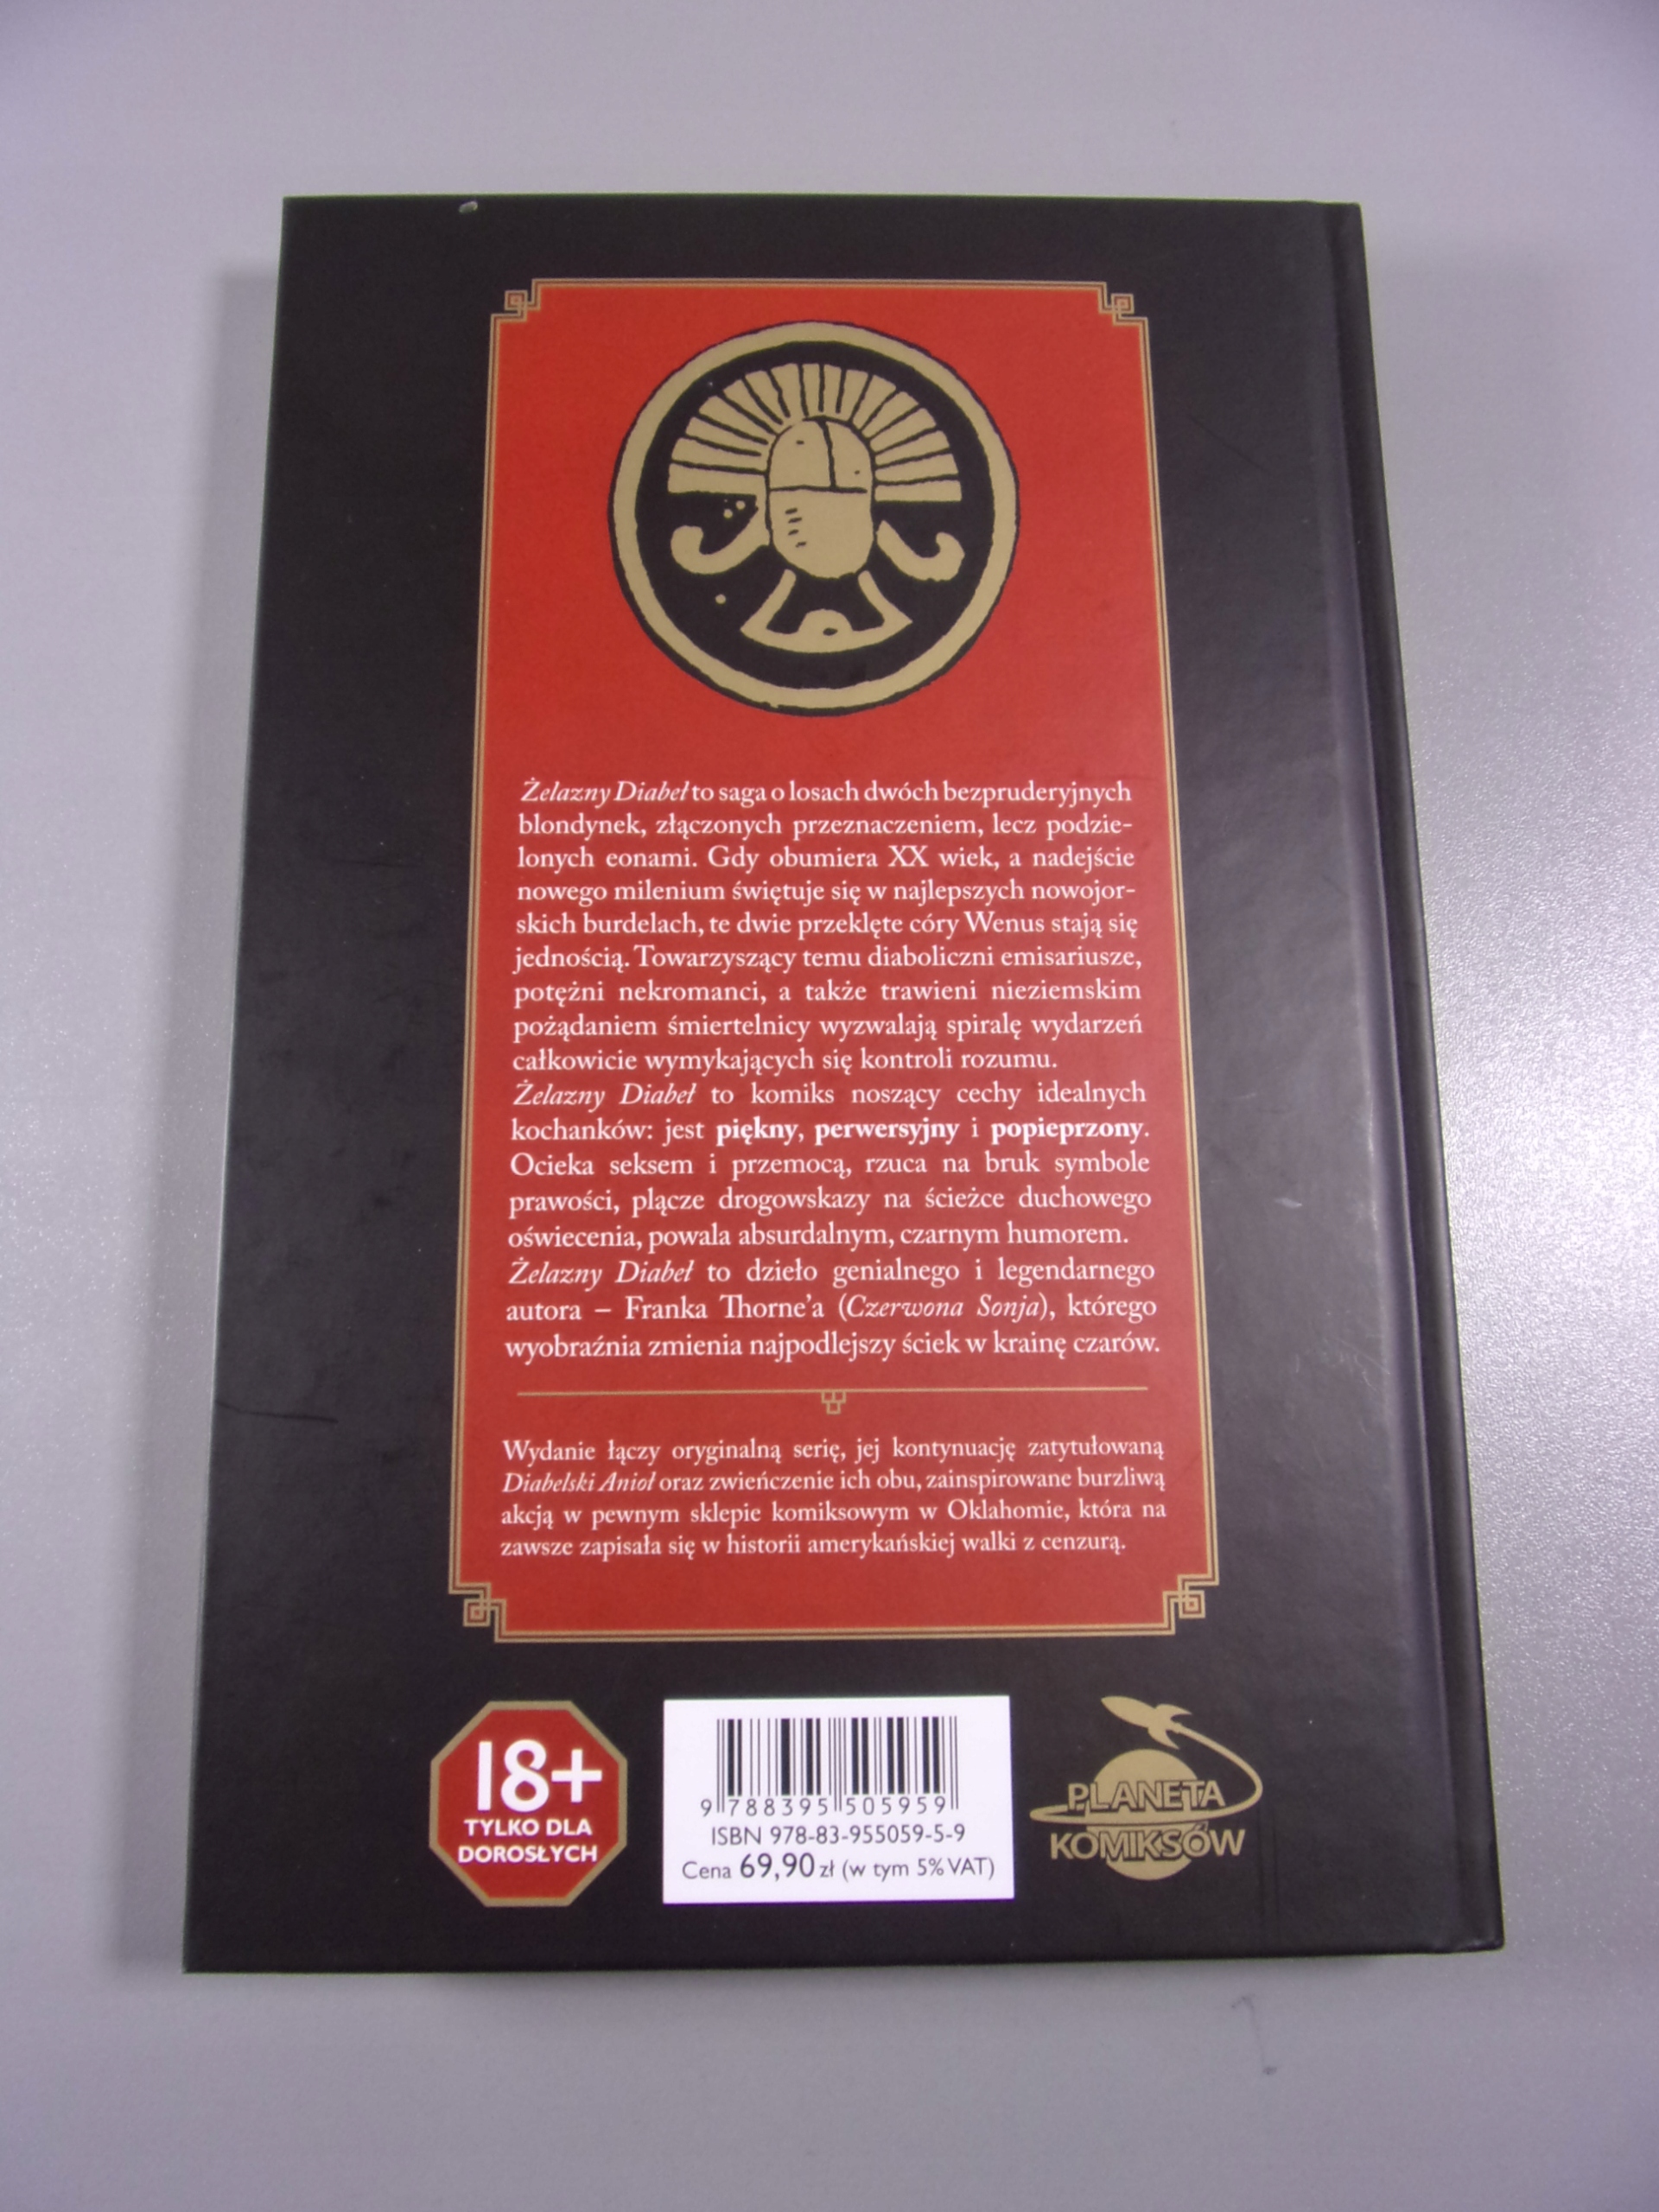 Żelazny Diabeł to saga o losach dwóch bezpruderyjnych
blondynek, złączonych przeznaczeniem, lecz podzie-
lonych eonami. Gdy obumiera XX wiek, a nadejście
nowego milenium świętuje się w najlepszych nowojor-
skich burdelach, te dwie przeklęte córy Wenus stają się
jednością. Towarzyszący temu diaboliczni emisariusze,
potężni nekromanci, a także trawieni nieziemskim
pożądaniem śmiertelnicy wyzwalają spiralę wydarzeń
całkowicie wymykających się kontroli rozumu.
Żelazny Diabeł to komiks noszący cechy idealnych
kochanków: jest piękny, perwersyjny i popieprzony.
Ocieka seksem i przemocą, rzuca na bruk symbole
prawości, plącze drogowskazy na ścieżce duchowego
oświecenia, powala absurdalnym, czarnym humorem.
Żelazny Diabeł to dzieło genialnego i legendarnego
autora – Franka Thorne'a (Czerwona Sonja), którego
wyobraźnia zmienia najpodlejszy ściek w krainę czarów.
Wydanie łączy oryginalną serię, jej kontynuację zatytułowaną
Diabelski Anioł oraz zwieńczenie ich obu, zainspirowane burzliwą
akcją w pewnym sklepie komiksowym w Oklahomie, która na
zawsze zapisała się w historii amerykańskiej walki z cenzurą.
18+
TYLKO DLA
DOROSŁYCH
9 788395 505959
ISBN 978-83-955059-5-9
Cena 69,90 zł (w tym 5% VAT)
PLANETA
KOMIKSÓW